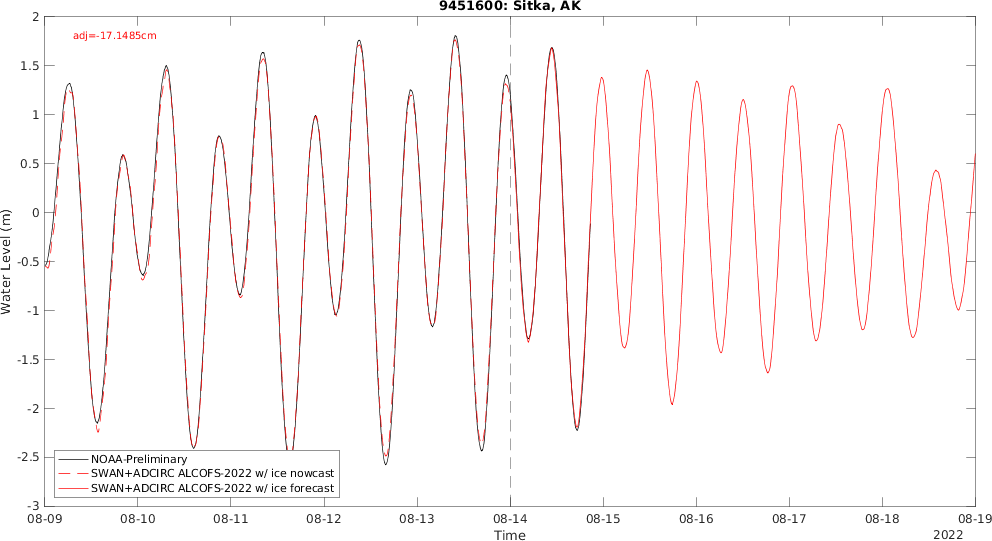 9451600: Sitka, AK
adj=-17.1485cm
2
1.5
1
0.5
0
-0.5
-1
-1.5
-2
-2.5
-3
Water Level (m)
NOAA-Preliminary
SWAN+ADCIRC ALCOFS-2022 w/ ice nowcast
SWAN+ADCIRC ALCOFS-2022 w/ ice forecast
08-09 08-10 08-11 08-12 08-13 08-14 08-15 08-16 08-17 08-18 08-19
Time
2022